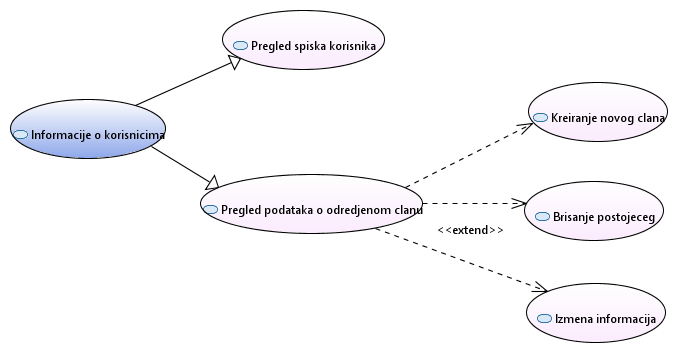 Pregled spiska korisnika
Informacije o korisnicima
Kreiranje novog clana
Pregled podataka o odredjenom clanu
Brisanje postojeceg
<<extend>>
Izmena informacija